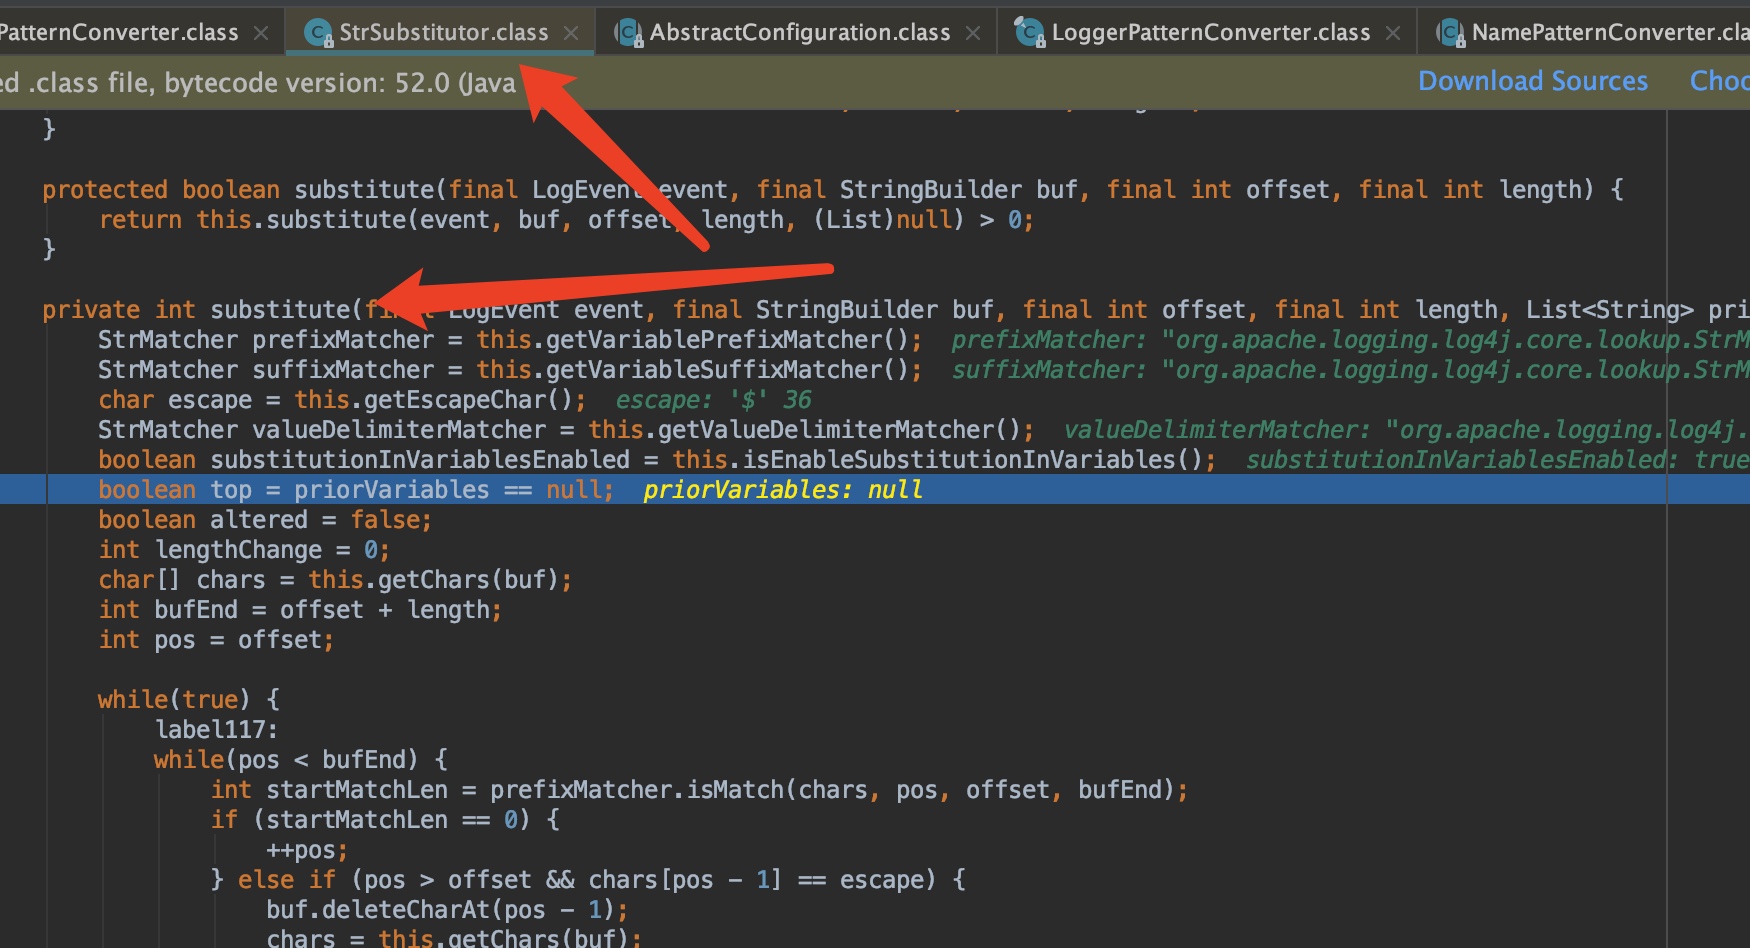 PatternConverter.class StrSubstitutor.class AbstractConfiguration.class LoggerPatternConverter.class NamePatternConverter.cla
ed .class file, bytecode version: 52.0 (Java Download Sources Choo
}
protected boolean substitute(final LogEvent event, final StringBuilder buf, final int offset, final int length) {
return this.substitute(event, buf, offset, length, (List)null) > 0;
}
private int substitute(final LogEvent event, final StringBuilder buf, final int offset, final int length, List<String> pri
StrMatcher prefixMatcher = this.getVariablePrefixMatcher(); prefixMatcher: "org.apache.logging.log4j.core.lookup.StrM
StrMatcher suffixMatcher = this.getVariableSuffixMatcher(); suffixMatcher: "org.apache.logging.log4j.core.lookup.StrM
char escape = this.getEscapeChar(); escape: '$' 36
StrMatcher valueDelimiterMatcher = this.getValueDelimiterMatcher(); valueDelimiterMatcher: "org.apache.logging.log4j.
boolean substitutionInVariablesEnabled = this.isEnableSubstitutionInVariables(); substitutionInVariablesEnabled: true
boolean top = priorVariables == null; priorVariables: null
boolean altered = false;
int lengthChange = 0;
char[] chars = this.getChars(buf);
int bufEnd = offset + length;
int pos = offset;
while(true) {
label117:
while(pos < bufEnd) {
int startMatchLen = prefixMatcher.isMatch(chars, pos, offset, bufEnd);
if (startMatchLen == 0) {
++pos;
} else if (pos > offset && chars[pos - 1] == escape) {
buf.deleteCharAt(pos - 1);
chars = this.getChars(buf);